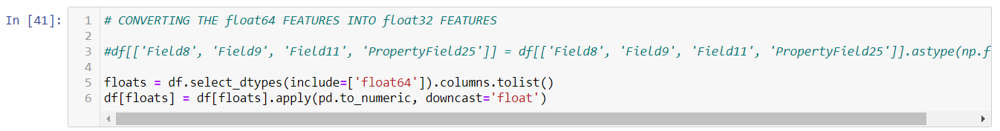 In [41]:
1 # CONVERTING THE float64 FEATURES INTO float32 FEATURES
2
3 #df[['Field8', 'Field9', 'Field11', 'PropertyField25']] = df[['Field8', 'Field9', 'Field11', 'PropertyField25']].astype(np.f
4
5 floats = df.select_dtypes(include=['float64']).columns.tolist()
6 df[floats] = df[floats].apply(pd.to_numeric, downcast='float')